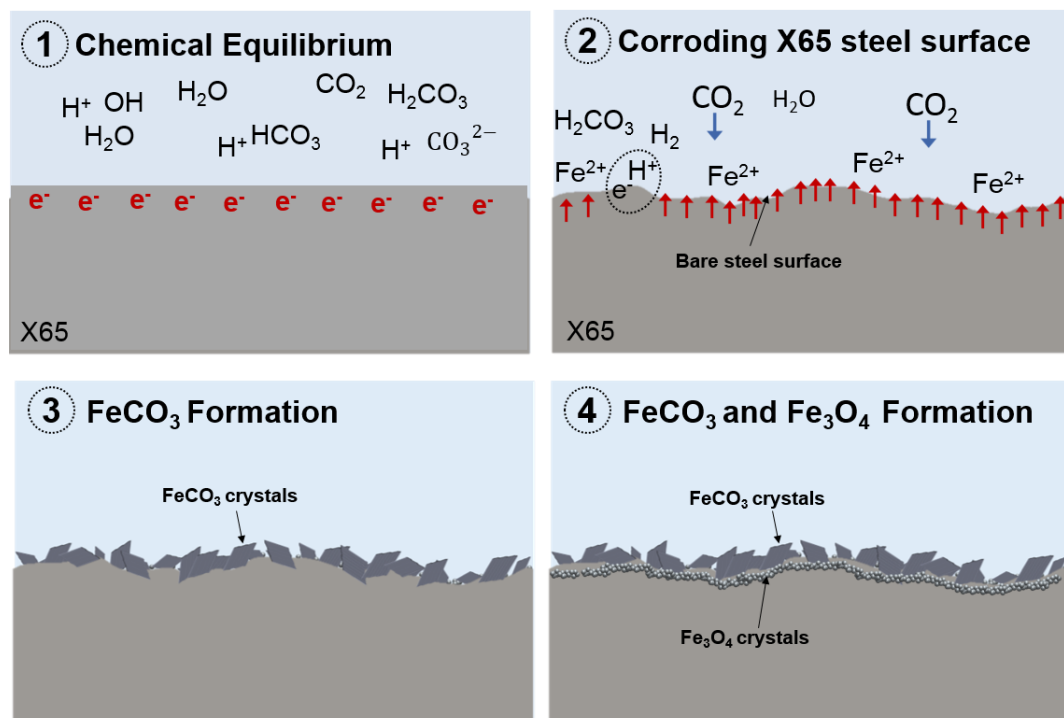 1 Chemical Equilibrium
H⁺ OH H₂O CO₂ H₂CO₃
H₂O H⁺ HCO₃ H⁺ CO₃²⁻
e⁻ e⁻ e⁻ e⁻ e⁻ e⁻ e⁻ e⁻ e⁻ e⁻
X65
2 Corroding X65 steel surface
CO₂ H₂O CO₂
H₂CO₃ H₂
Fe²⁺ e⁻ H⁺ Fe²⁺ Fe²⁺ Fe²⁺
Bare steel surface
X65
3 FeCO₃ Formation
FeCO₃ crystals
4 FeCO₃ and Fe₃O₄ Formation
FeCO₃ crystals
Fe₃O₄ crystals